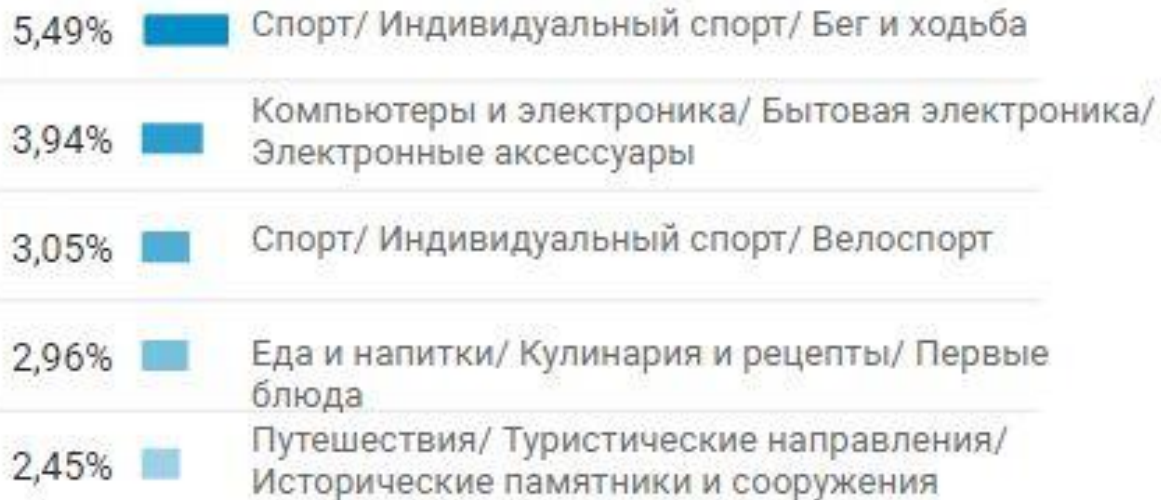 5,49% Спорт/ Индивидуальный спорт/ Бег и ходьба
3,94% Компьютеры и электроника/ Бытовая электроника/
Электронные аксессуары
3,05% Спорт/ Индивидуальный спорт/ Велоспорт
2,96% Еда и напитки/ Кулинария и рецепты/ Первые
блюда
2,45% Путешествия/ Туристические направления/
Исторические памятники и сооружения